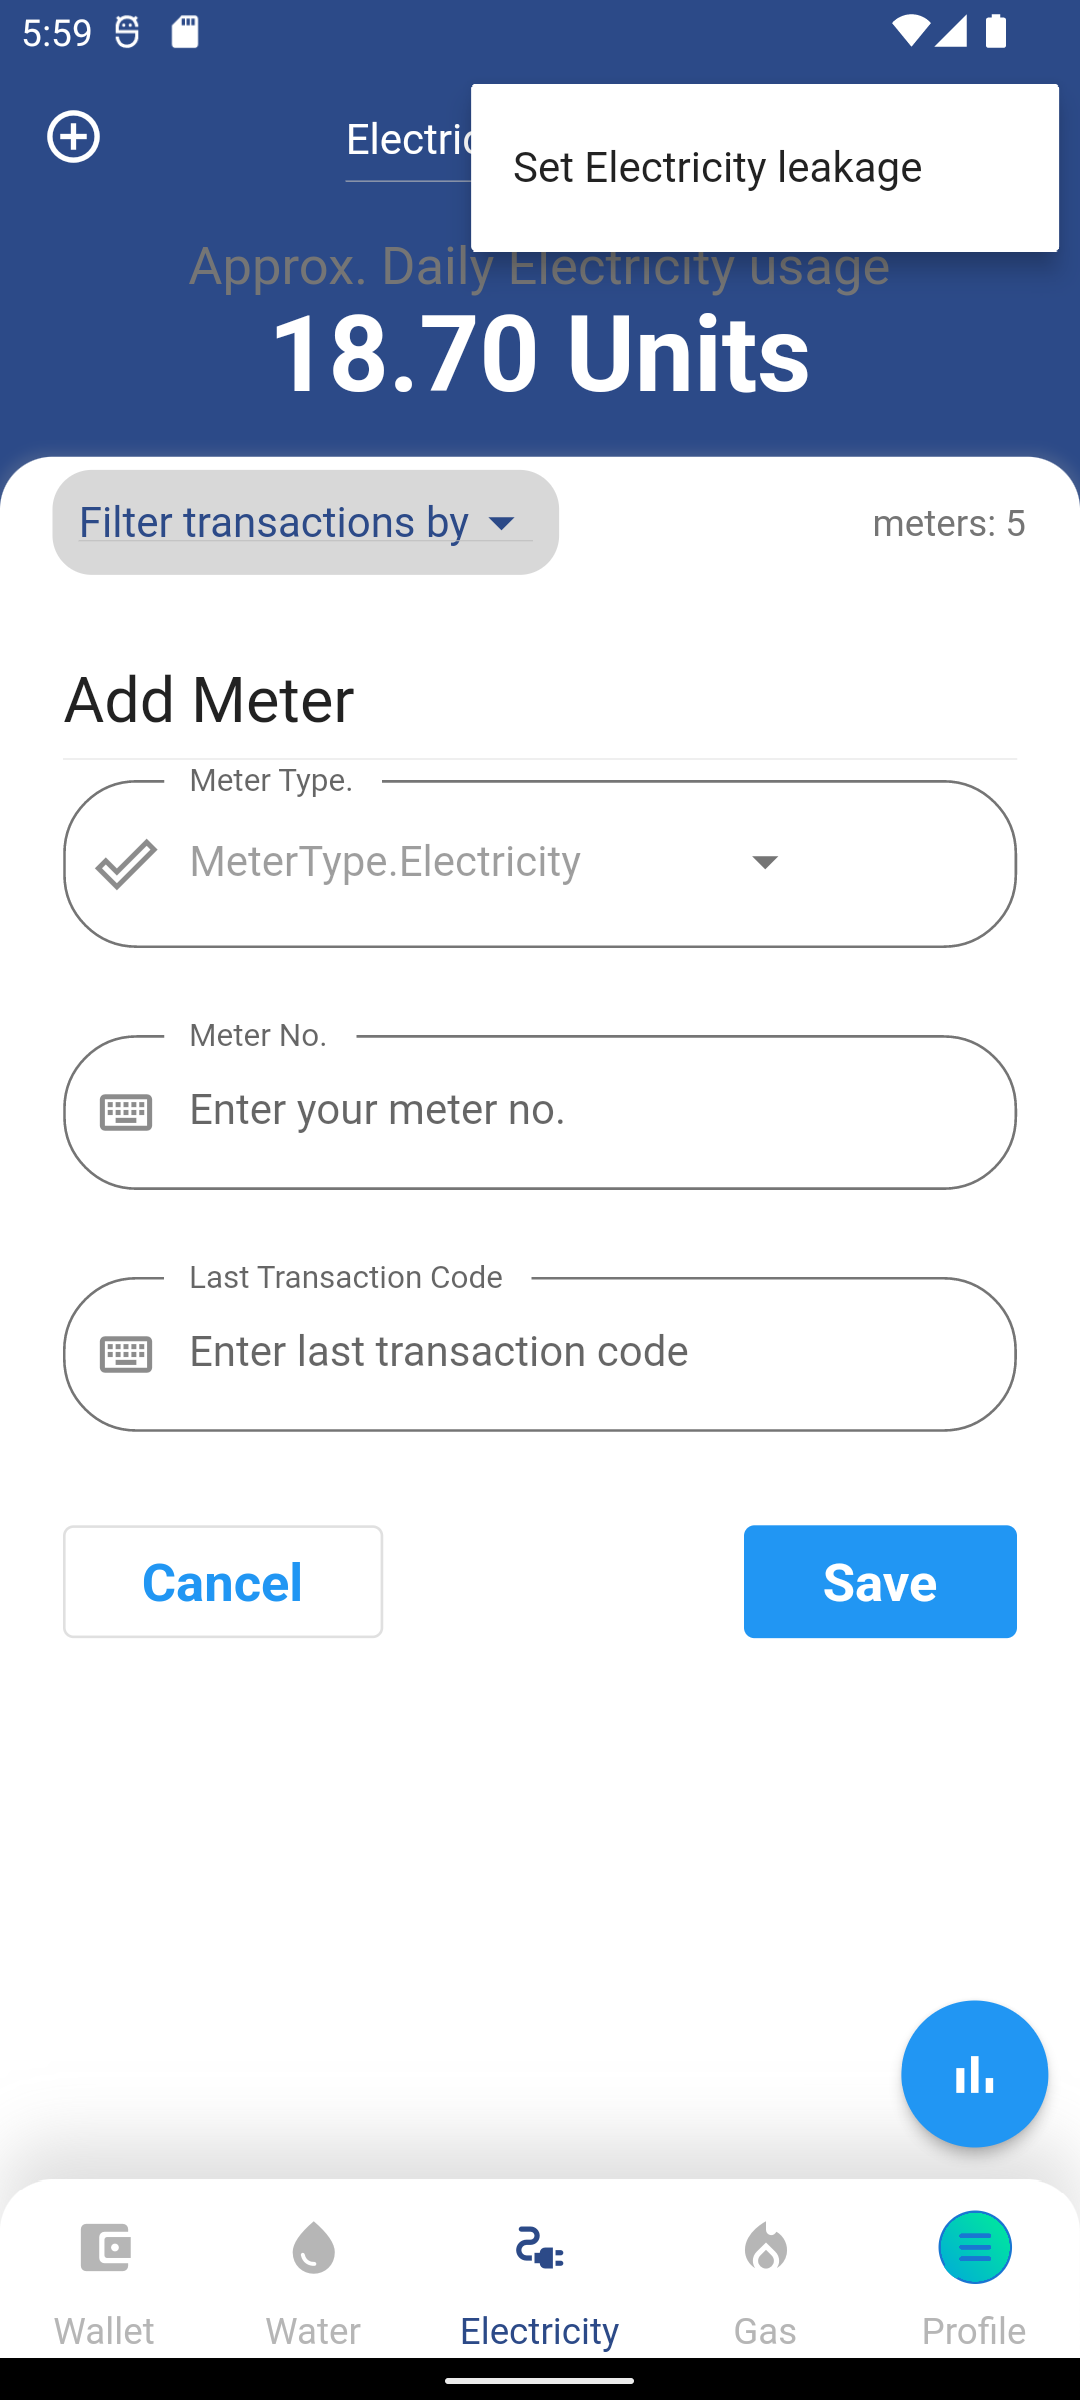 5:59
Electric
Set Electricity leakage
Approx. Daily Electricity usage
18.70 Units
Filter transactions by
meters: 5
Add Meter
Meter Type.
MeterType.Electricity
Meter No.
Enter your meter no.
Last Transaction Code
Enter last transaction code
Cancel
Save
Wallet
Water
Electricity
Gas
Profile